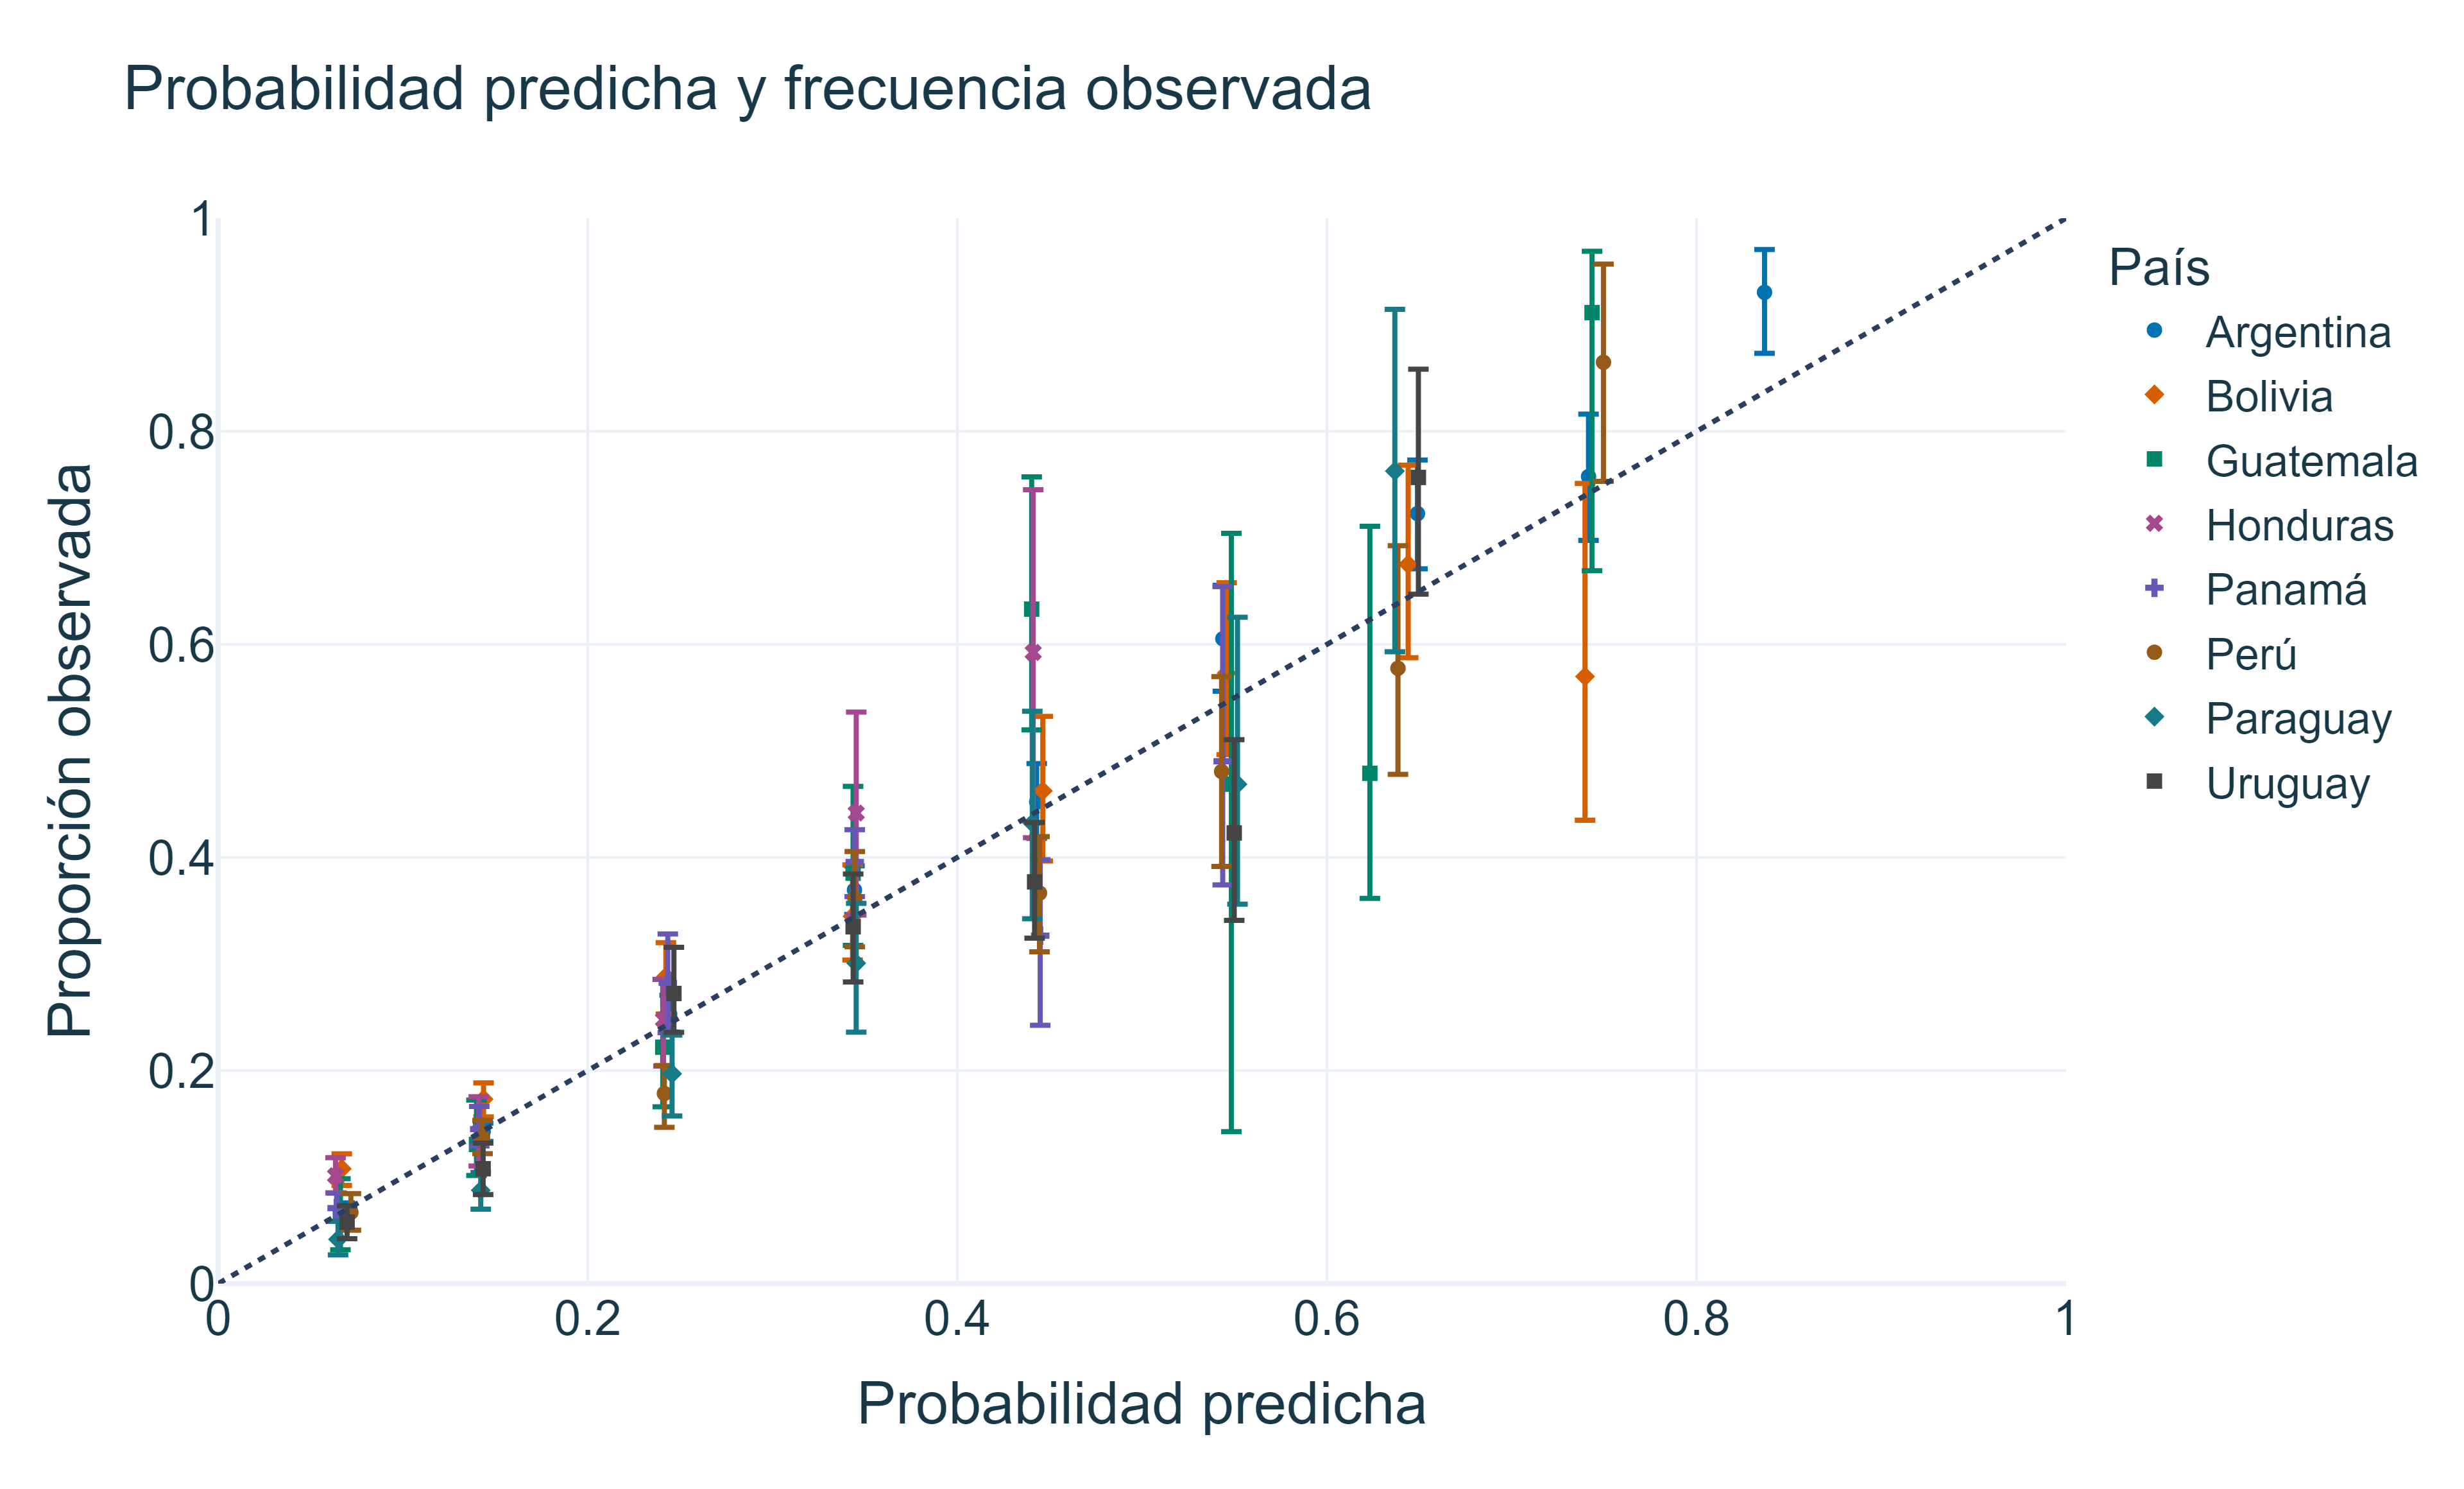 Probabilidad predicha y frecuencia observada
Proporción observada
1
0.8
0.6
0.4
0.2
0
0
0.2
0.4
0.6
0.8
1
Probabilidad predicha
País
Argentina
Bolivia
Guatemala
Honduras
Panamá
Perú
Paraguay
Uruguay